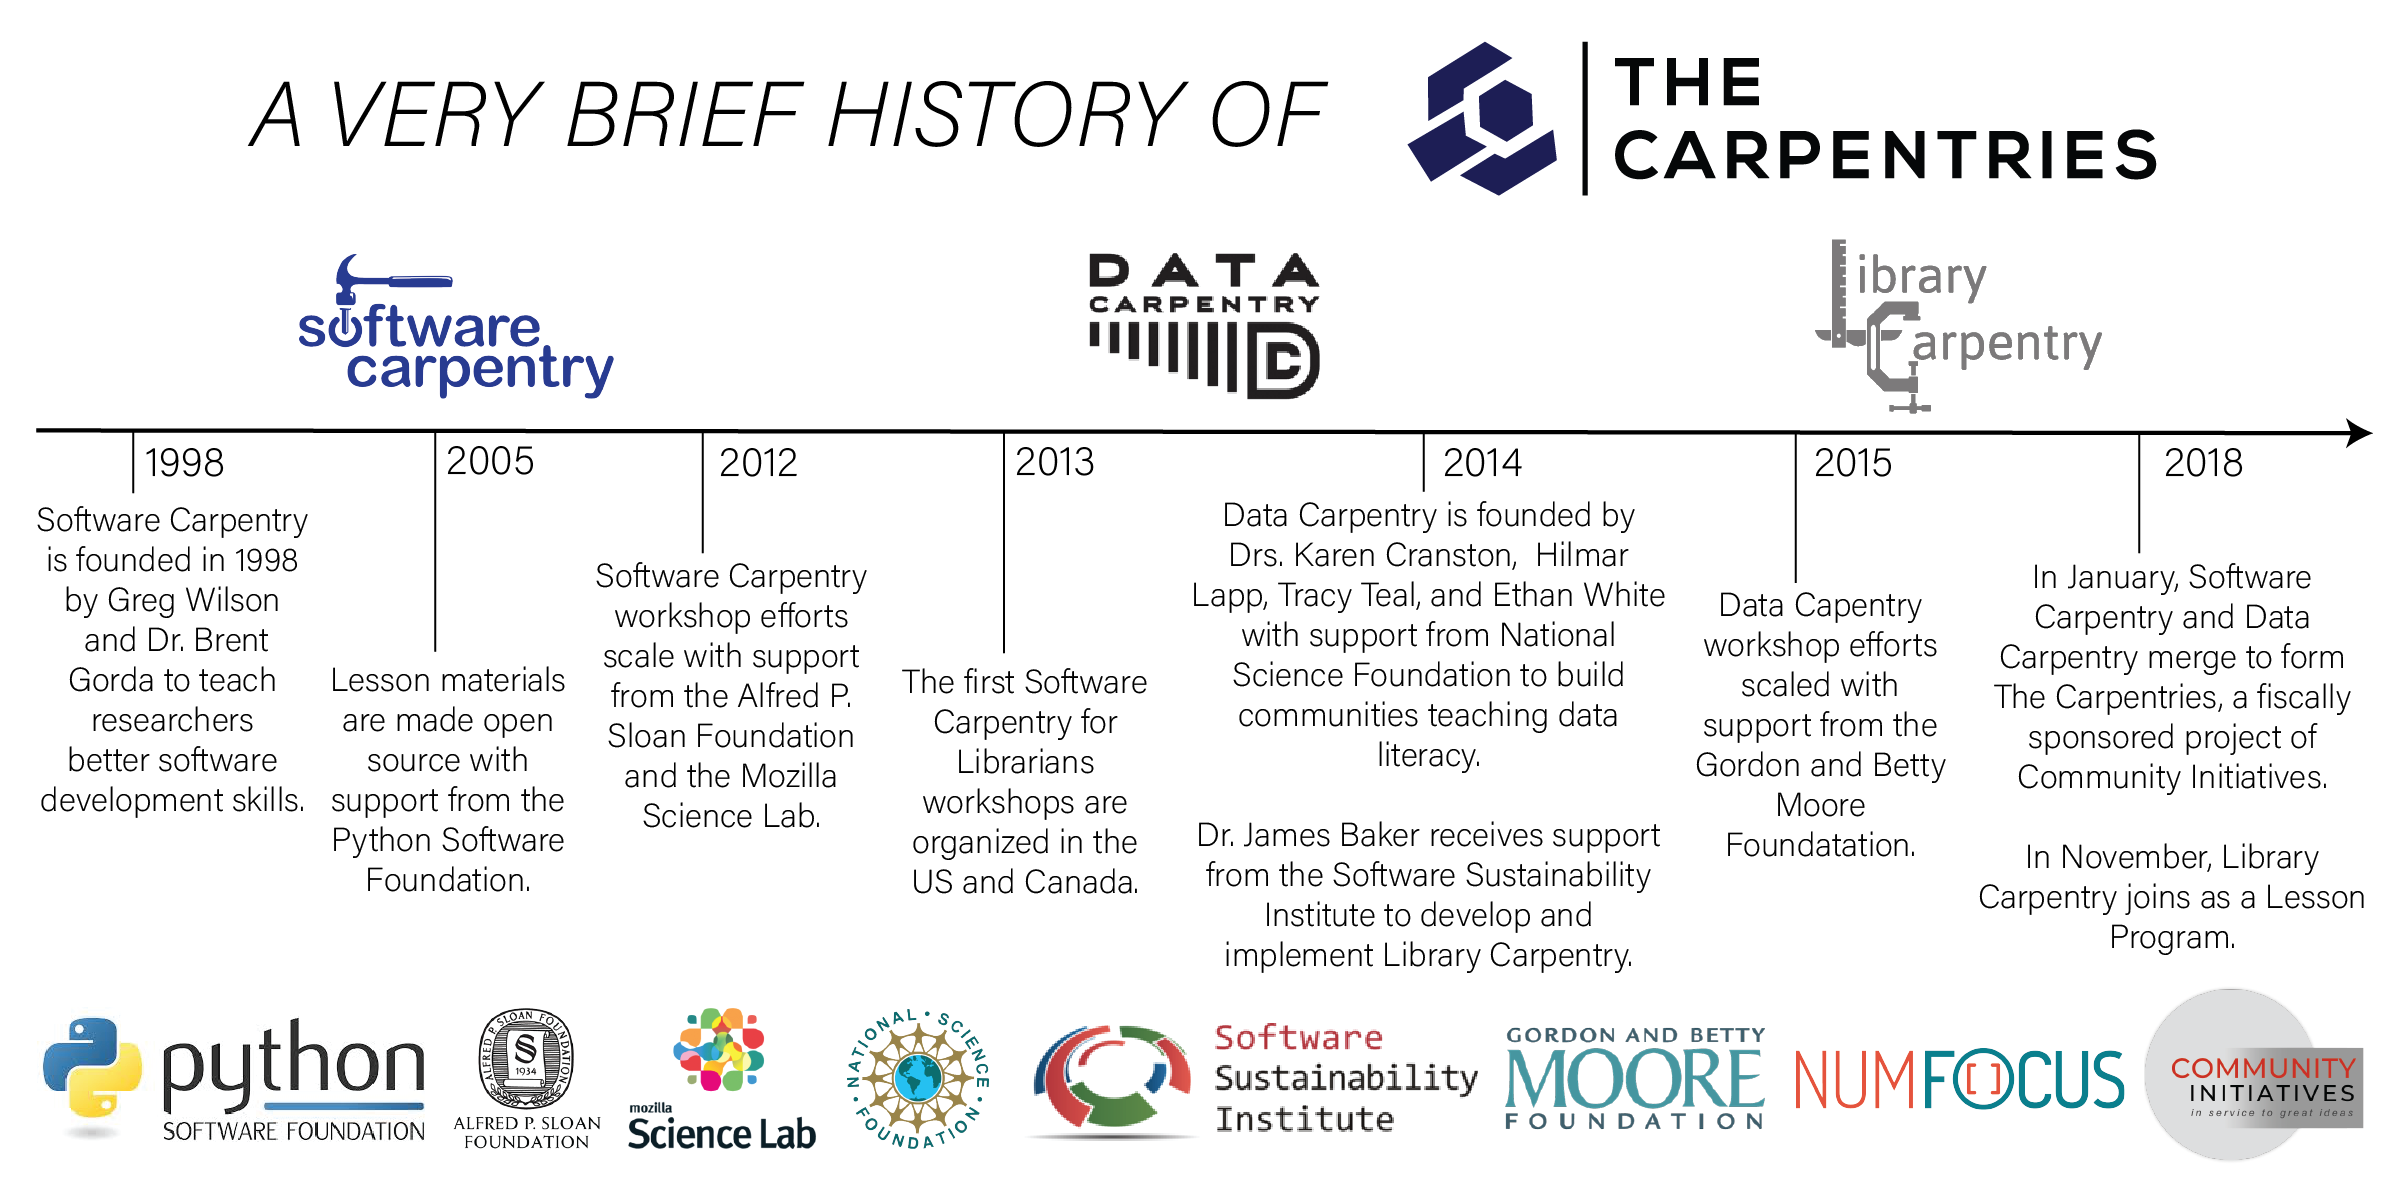 A VERY BRIEF HISTORY OF
THE
CARPENTRIES
software
carpentry
DATA
CARPENTRY
DC
Library
Carpentry
1998
Software Carpentry
is founded in 1998
by Greg Wilson
and Dr. Brent
Gorda to teach
researchers
better software
development skills.
2005
Lesson materials
are made open
source with
support from the
Python Software
Foundation.
2012
Software Carpentry
workshop efforts
scale with support
from the Alfred P.
Sloan Foundation
and the Mozilla
Science Lab.
2013
The first Software
Carpentry for
Librarians
workshops are
organized in the
US and Canada.
2014
Data Carpentry is founded by
Drs. Karen Cranston,  Hilmar
Lapp, Tracy Teal, and Ethan White
with support from National
Science Foundation to build
communities teaching data
literacy.
Dr. James Baker receives support
from the Software Sustainability
Institute to develop and
implement Library Carpentry.
2015
Data Capentry
workshop efforts
scaled with
support from the
Gordon and Betty
Moore
Foundatation.
2018
In January, Software
Carpentry and Data
Carpentry merge to form
The Carpentries, a fiscally
sponsored project of
Community Initiatives.
In November, Library
Carpentry joins as a Lesson
Program.
python
SOFTWARE FOUNDATION
ALFRED P. SLOAN FOUNDATION
S
1934
ALFRED P. SLOAN
FOUNDATION
mozilla
Science Lab
NATIONAL • SCIENCE • FOUNDATION •
Software
Sustainability
Institute
GORDON AND BETTY
MOORE
FOUNDATION
NUMFOCUS
COMMUNITY
INITIATIVES
in service to great ideas